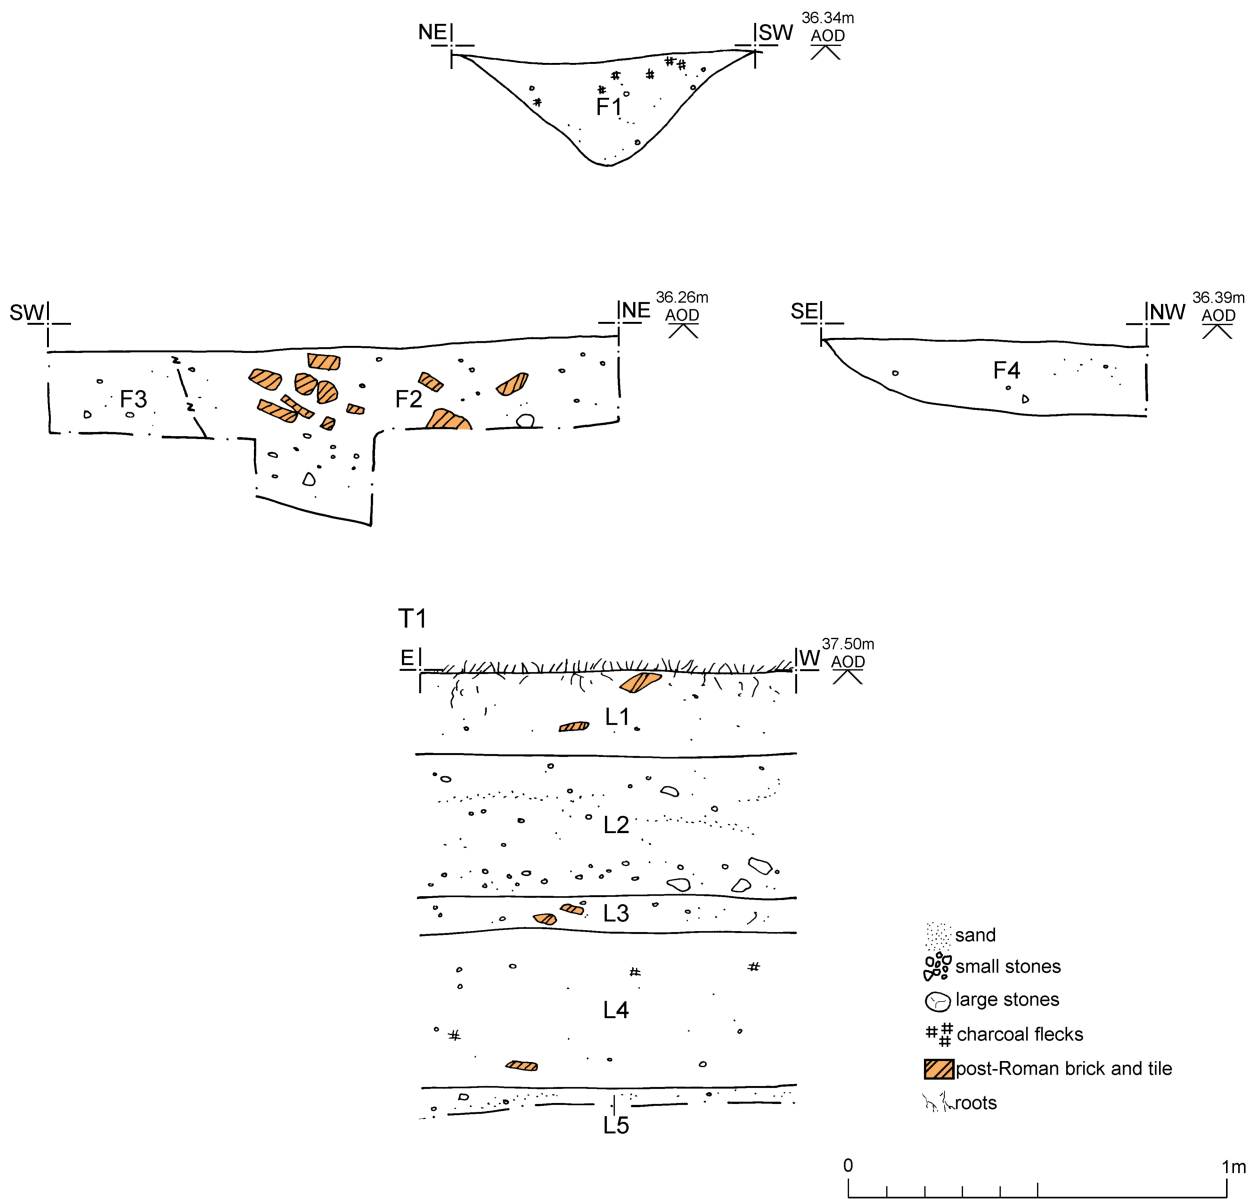 NE
SW
36.34m
AOD
F1
SW
NE
36.26m
AOD
F3
F2
SE
NW
36.39m
AOD
F4
T1
E
W
37.50m
AOD
L1
L2
L3
L4
L5
sand
small stones
large stones
charcoal flecks
post-Roman brick and tile
roots
0
1m